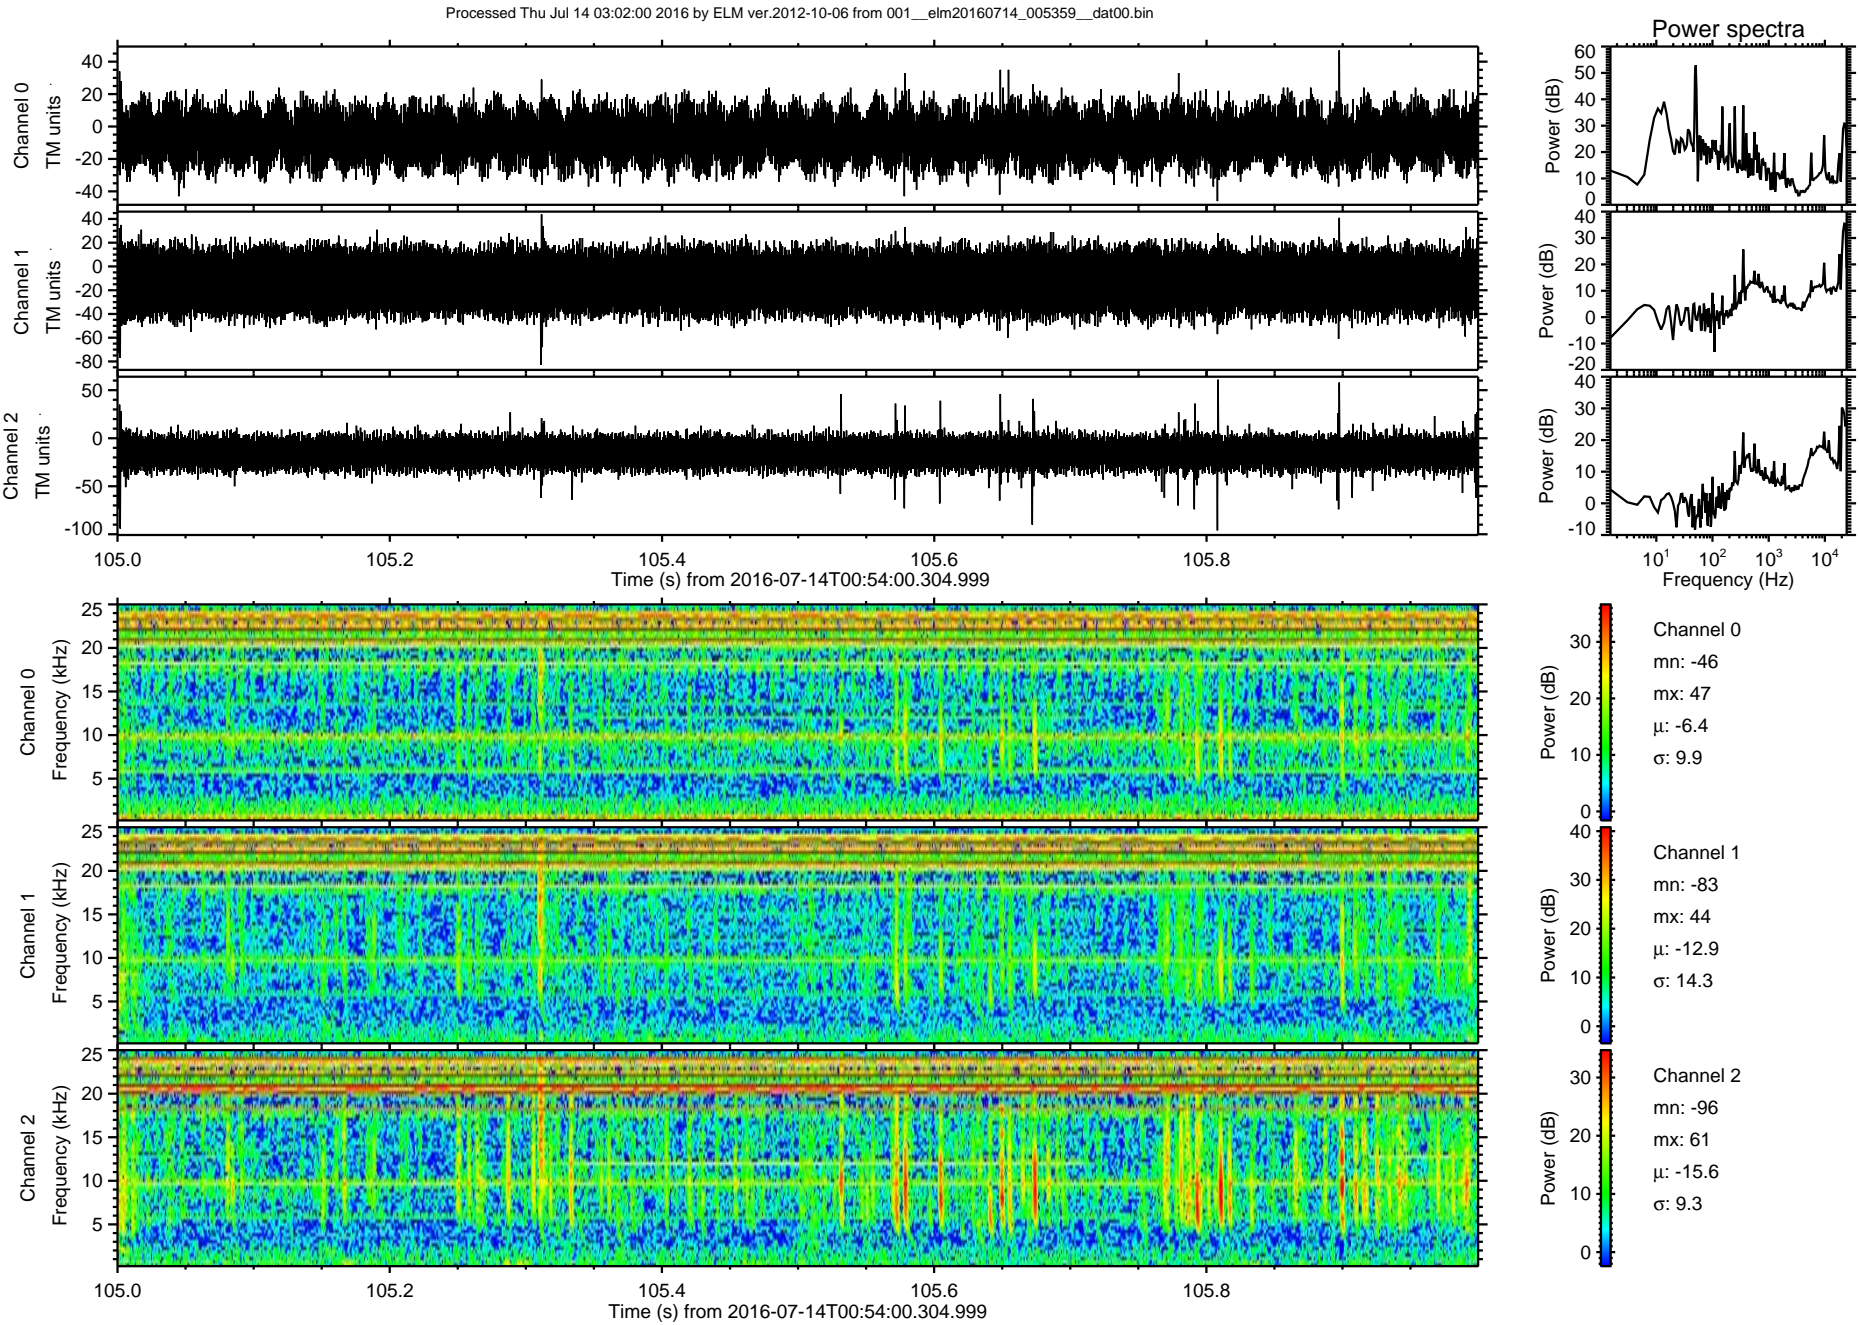 Processed Thu Jul 14 03:02:00 2016 by ELM ver.2012-10-06 from 001__elm20160714_005359__dat00.bin
Power spectra
Channel 0
TM units
40
20
0
-20
-40
Power (dB)
60
50
40
30
20
10
0
Channel 1
TM units
40
20
0
-20
-40
-60
-80
Power (dB)
40
30
20
10
0
-10
-20
Channel 2
TM units
50
0
-50
-100
Power (dB)
40
30
20
10
0
-10
105.0 105.2 105.4 105.6 105.8
Time (s) from 2016-07-14T00:54:00.304.999
10¹ 10² 10³ 10⁴
Frequency (Hz)
Channel 0
Frequency (kHz)
25
20
15
10
5
Power (dB)
30
20
10
0
Channel 0
mn: -46
mx: 47
μ: -6.4
σ: 9.9
Channel 1
Frequency (kHz)
25
20
15
10
5
Power (dB)
40
30
20
10
0
Channel 1
mn: -83
mx: 44
μ: -12.9
σ: 14.3
Channel 2
Frequency (kHz)
25
20
15
10
5
Power (dB)
30
20
10
0
Channel 2
mn: -96
mx: 61
μ: -15.6
σ: 9.3
105.0 105.2 105.4 105.6 105.8
Time (s) from 2016-07-14T00:54:00.304.999